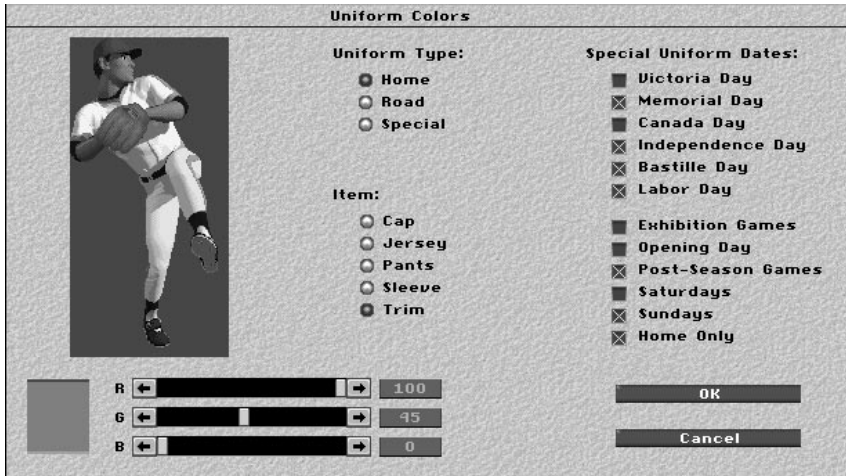 Uniform Colors
Uniform Type:
Home
Road
Special
Item:
Cap
Jersey
Pants
Sleeve
Trim
Special Uniform Dates:
Victoria Day
Memorial Day
Canada Day
Independence Day
Bastille Day
Labor Day
Exhibition Games
Opening Day
Post-Season Games
Saturdays
Sundays
Home Only
R 100
G 45
B 0
OK
Cancel